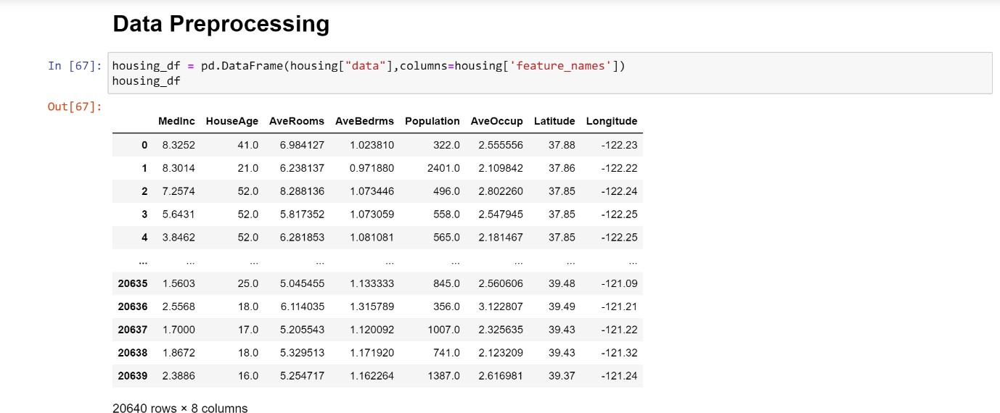 Data Preprocessing
In [67]: housing_df = pd.DataFrame(housing["data"],columns=housing['feature_names'])
housing_df
Out[67]:
MedInc HouseAge AveRooms AveBedrms Population AveOccup Latitude Longitude
0 8.3252 41.0 6.984127 1.023810 322.0 2.555556 37.88 -122.23
1 8.3014 21.0 6.238137 0.971880 2401.0 2.109842 37.86 -122.22
2 7.2574 52.0 8.288136 1.073446 496.0 2.802260 37.85 -122.24
3 5.6431 52.0 5.817352 1.073059 558.0 2.547945 37.85 -122.25
4 3.8462 52.0 6.281853 1.081081 565.0 2.181467 37.85 -122.25
... ... ... ... ... ... ... ... ...
20635 1.5603 25.0 5.045455 1.133333 845.0 2.560606 39.48 -121.09
20636 2.5568 18.0 6.114035 1.315789 356.0 3.122807 39.49 -121.21
20637 1.7000 17.0 5.205543 1.120092 1007.0 2.325635 39.43 -121.22
20638 1.8672 18.0 5.329513 1.171920 741.0 2.123209 39.43 -121.32
20639 2.3886 16.0 5.254717 1.162264 1387.0 2.616981 39.37 -121.24
20640 rows × 8 columns